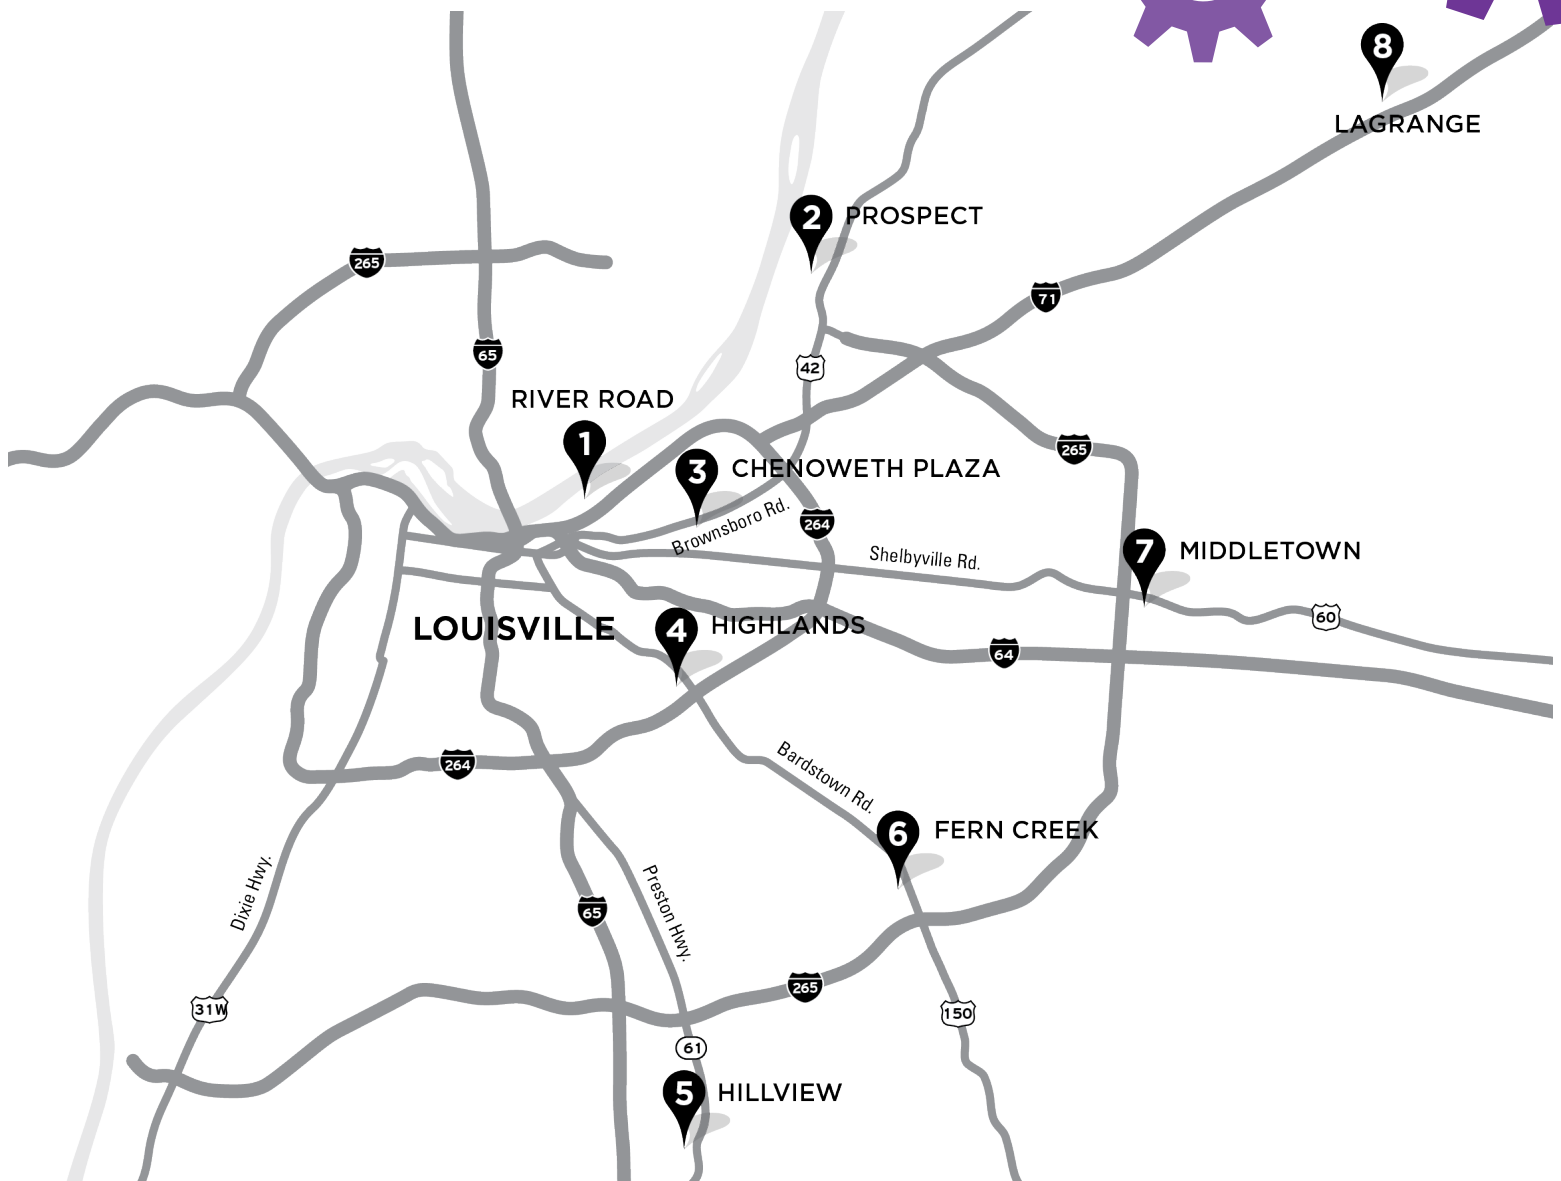 8
LAGRANGE
2
PROSPECT
265
71
65
42
RIVER ROAD
1
3
CHENOWETH PLAZA
265
Brownsboro Rd.
264
Shelbyville Rd.
7
MIDDLETOWN
60
LOUISVILLE
4
HIGHLANDS
64
264
Bardstown Rd.
6
FERN CREEK
Dixie Hwy.
Preston Hwy.
65
265
31W
150
61
5
HILLVIEW